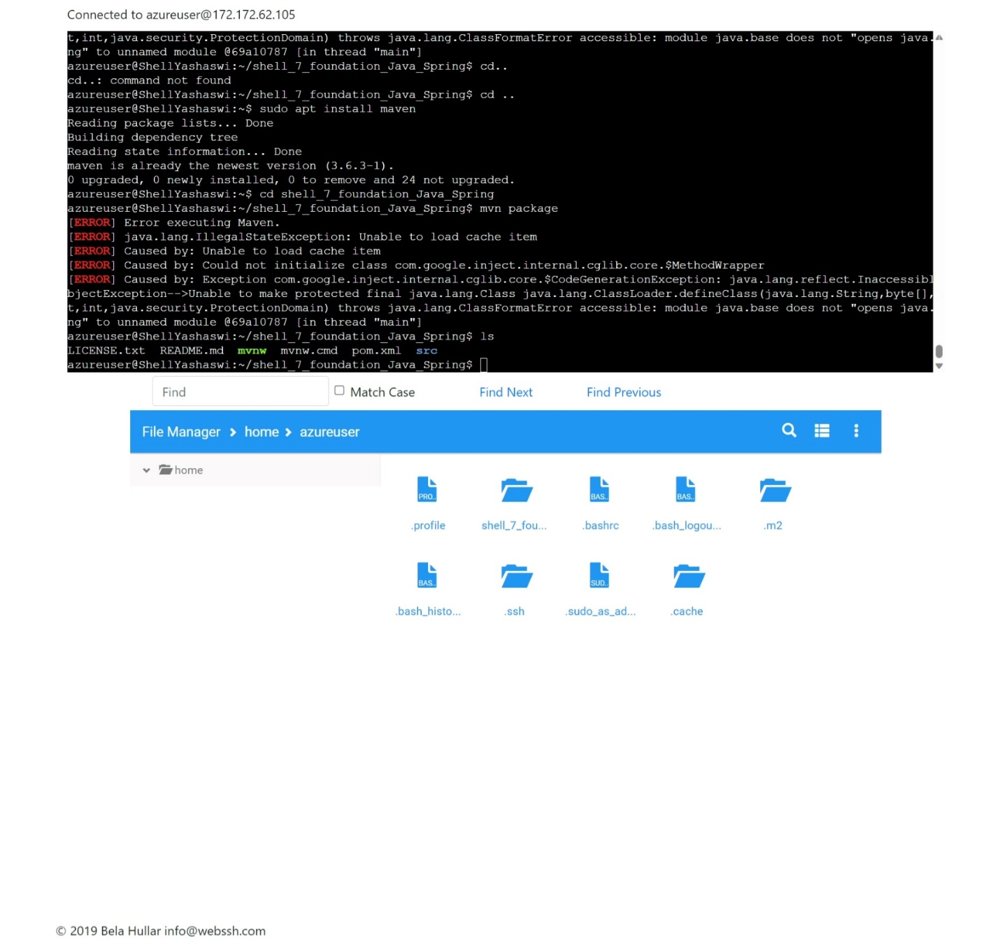 Connected to azureuser@172.172.62.105
t,int,java.security.ProtectionDomain) throws java.lang.ClassFormatError accessible: module java.base does not "opens java.
ng" to unnamed module @69a10787 [in thread "main"]
azureuser@ShellYashaswi:~/shell_7_foundation_Java_Spring$ cd..
cd..: command not found
azureuser@ShellYashaswi:~/shell_7_foundation_Java_Spring$ cd ..
azureuser@ShellYashaswi:~$ sudo apt install maven
Reading package lists... Done
Building dependency tree
Reading state information... Done
maven is already the newest version (3.6.3-1).
0 upgraded, 0 newly installed, 0 to remove and 24 not upgraded.
azureuser@ShellYashaswi:~$ cd shell_7_foundation_Java_Spring
azureuser@ShellYashaswi:~/shell_7_foundation_Java_Spring$ mvn package
[ERROR] Error executing Maven.
[ERROR] java.lang.IllegalStateException: Unable to load cache item
[ERROR] Caused by: Unable to load cache item
[ERROR] Caused by: Could not initialize class com.google.inject.internal.cglib.core.$MethodWrapper
[ERROR] Caused by: Exception com.google.inject.internal.cglib.core.$CodeGenerationException: java.lang.reflect.Inaccessibl
bjectException-->Unable to make protected final java.lang.Class java.lang.ClassLoader.defineClass(java.lang.String,byte[],
t,int,java.security.ProtectionDomain) throws java.lang.ClassFormatError accessible: module java.base does not "opens java.
ng" to unnamed module @69a10787 [in thread "main"]
azureuser@ShellYashaswi:~/shell_7_foundation_Java_Spring$ ls
LICENSE.txt README.md mvnw mvnw.cmd pom.xml src
azureuser@ShellYashaswi:~/shell_7_foundation_Java_Spring$
Find Match Case Find Next Find Previous
File Manager > home > azureuser
home
PRO.. BAS.. BAS..
.profile shell_7_fou... .bashrc .bash_logou... .m2
BAS.. SUD..
.bash_histo... .ssh .sudo_as_ad... .cache
© 2019 Bela Hullar info@webssh.com